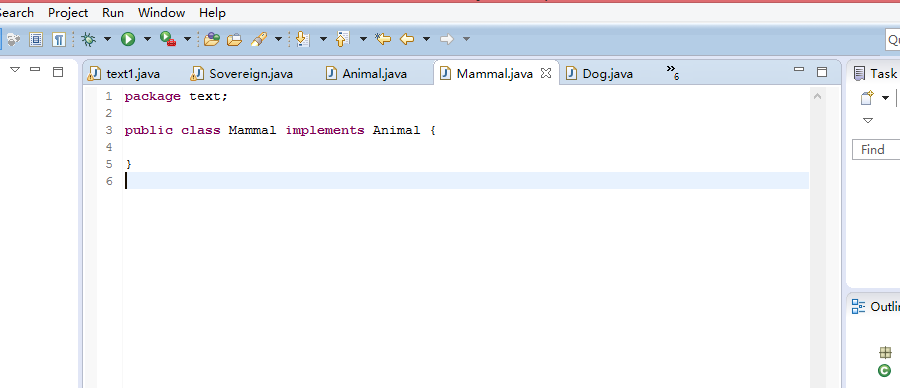 Search Project Run Window Help
Qu
text1.java Sovereign.java Animal.java Mammal.java Dog.java »6 Task
1 package text;
2
3 public class Mammal implements Animal {
4
5 }
6
Find
Outli